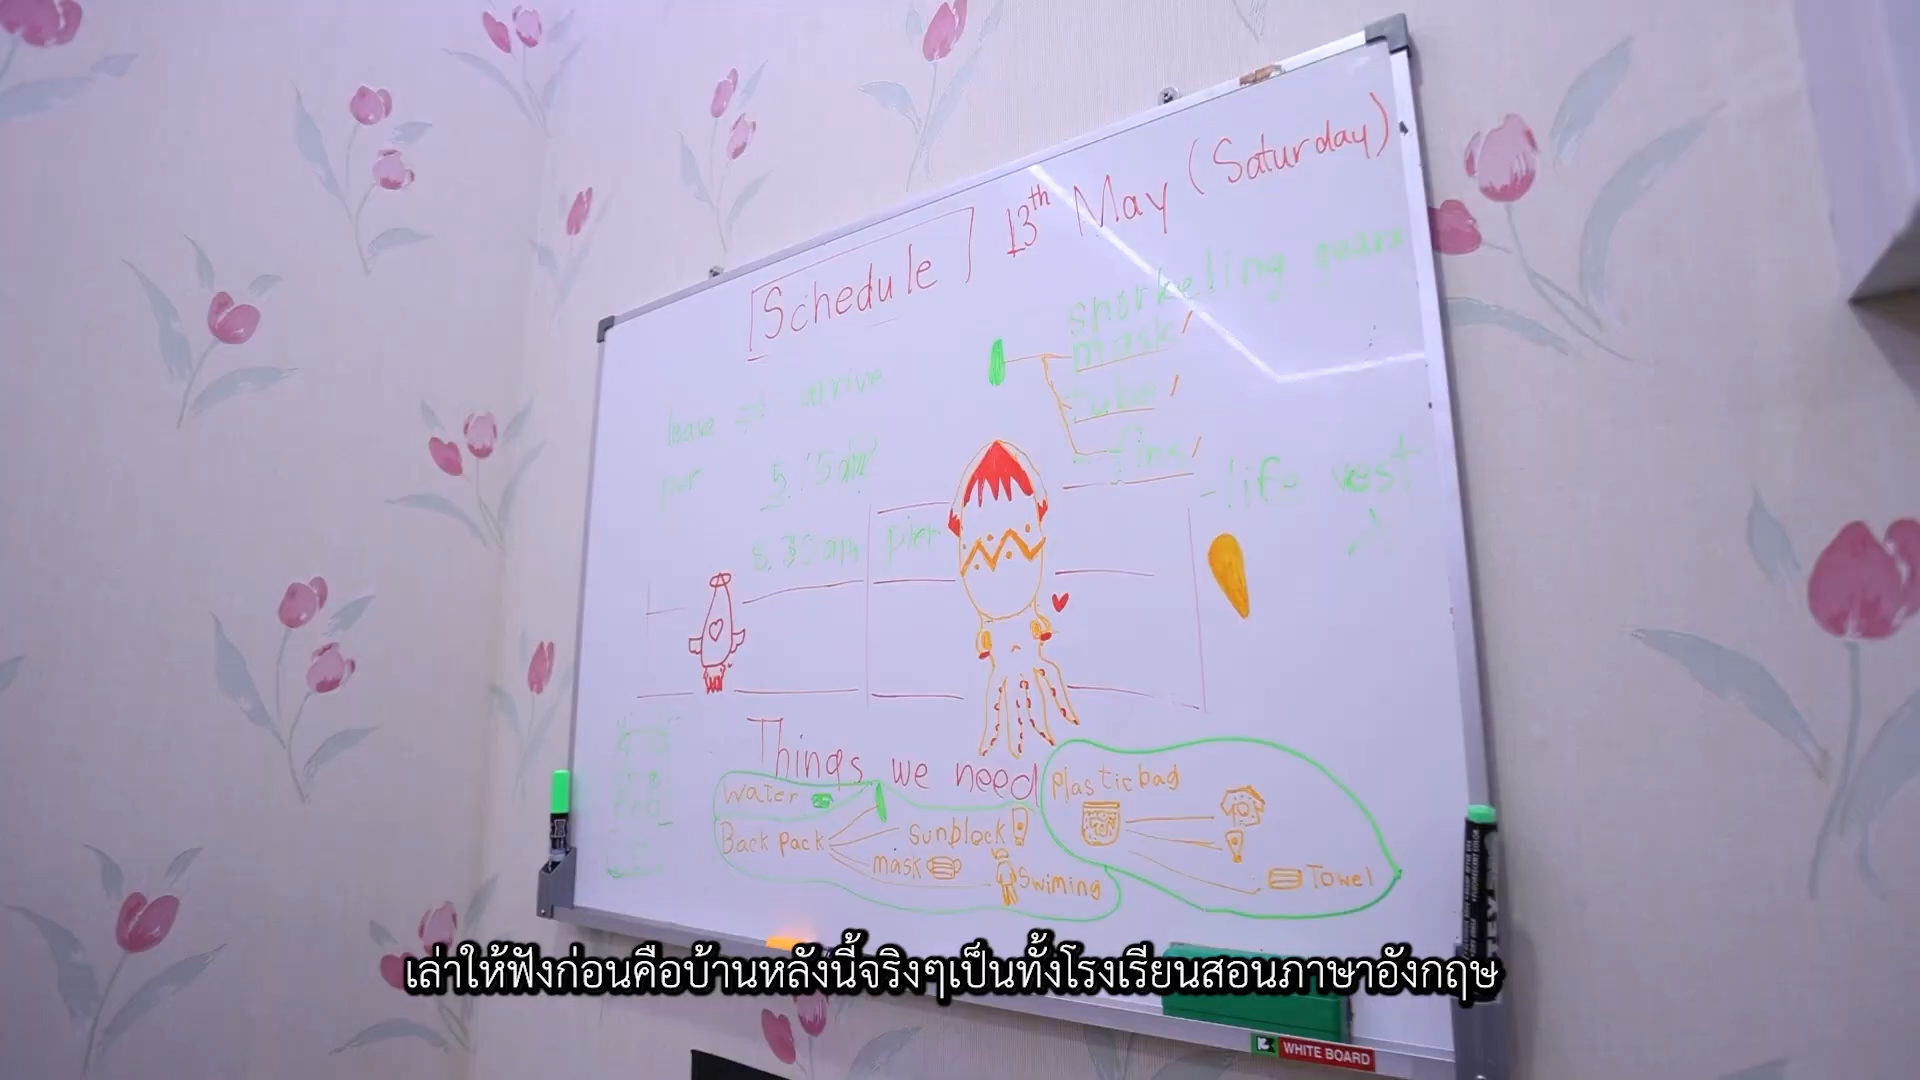 [Schedule] 13th May (Saturday)
snorkeling gears
mask
tube
fins
- life vest
leave
arrive
5.15am
8.30am
pier
Things we need
water
Back pack
sunblock
mask
Swiming
Plastic bag
Towel
เล่าให้ฟังก่อนคือบ้านหลังนี้จริงๆเป็นทั้งโรงเรียนสอนภาษาอังกฤษ
WHITE BOARD